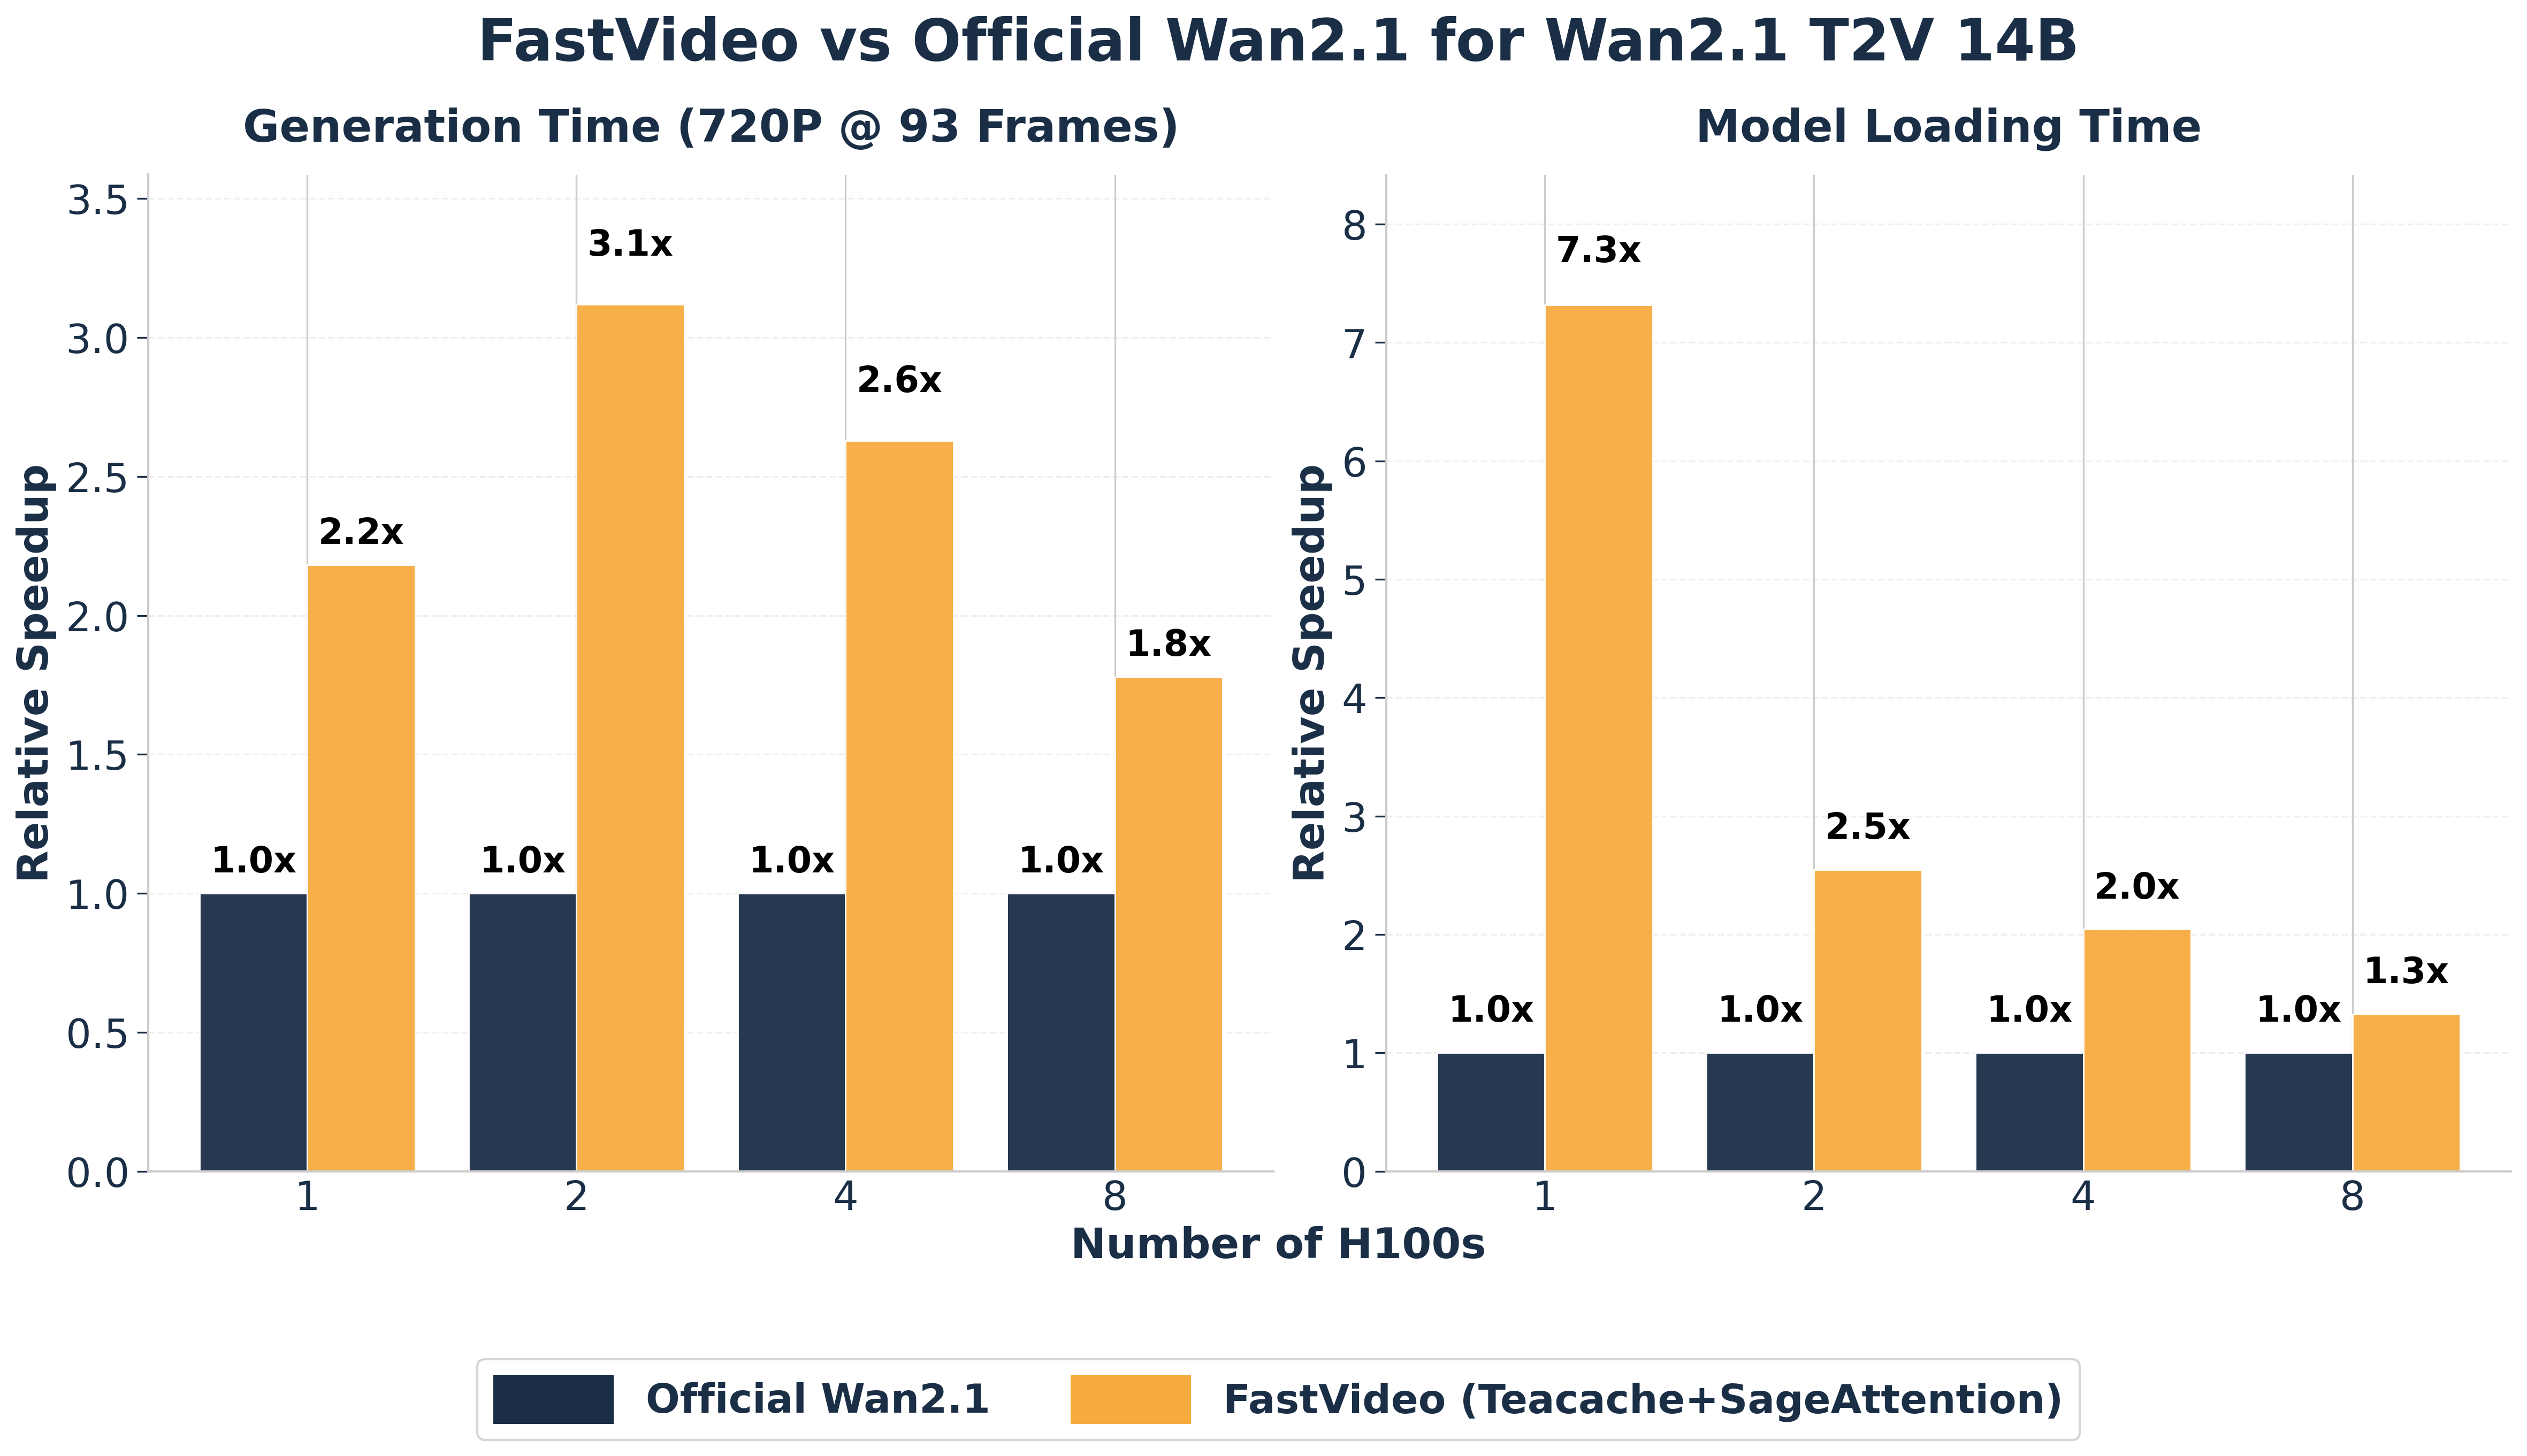 FastVideo vs Official Wan2.1 for Wan2.1 T2V 14B
Generation Time (720P @ 93 Frames)
Relative Speedup
3.5
3.0
2.5
2.0
1.5
1.0
0.5
0.0
1.0x
2.2x
1.0x
3.1x
1.0x
2.6x
1.0x
1.8x
1
2
4
8
Model Loading Time
Relative Speedup
8
7
6
5
4
3
2
1
0
1.0x
7.3x
1.0x
2.5x
1.0x
2.0x
1.0x
1.3x
1
2
4
8
Number of H100s
Official Wan2.1
FastVideo (Teacache+SageAttention)